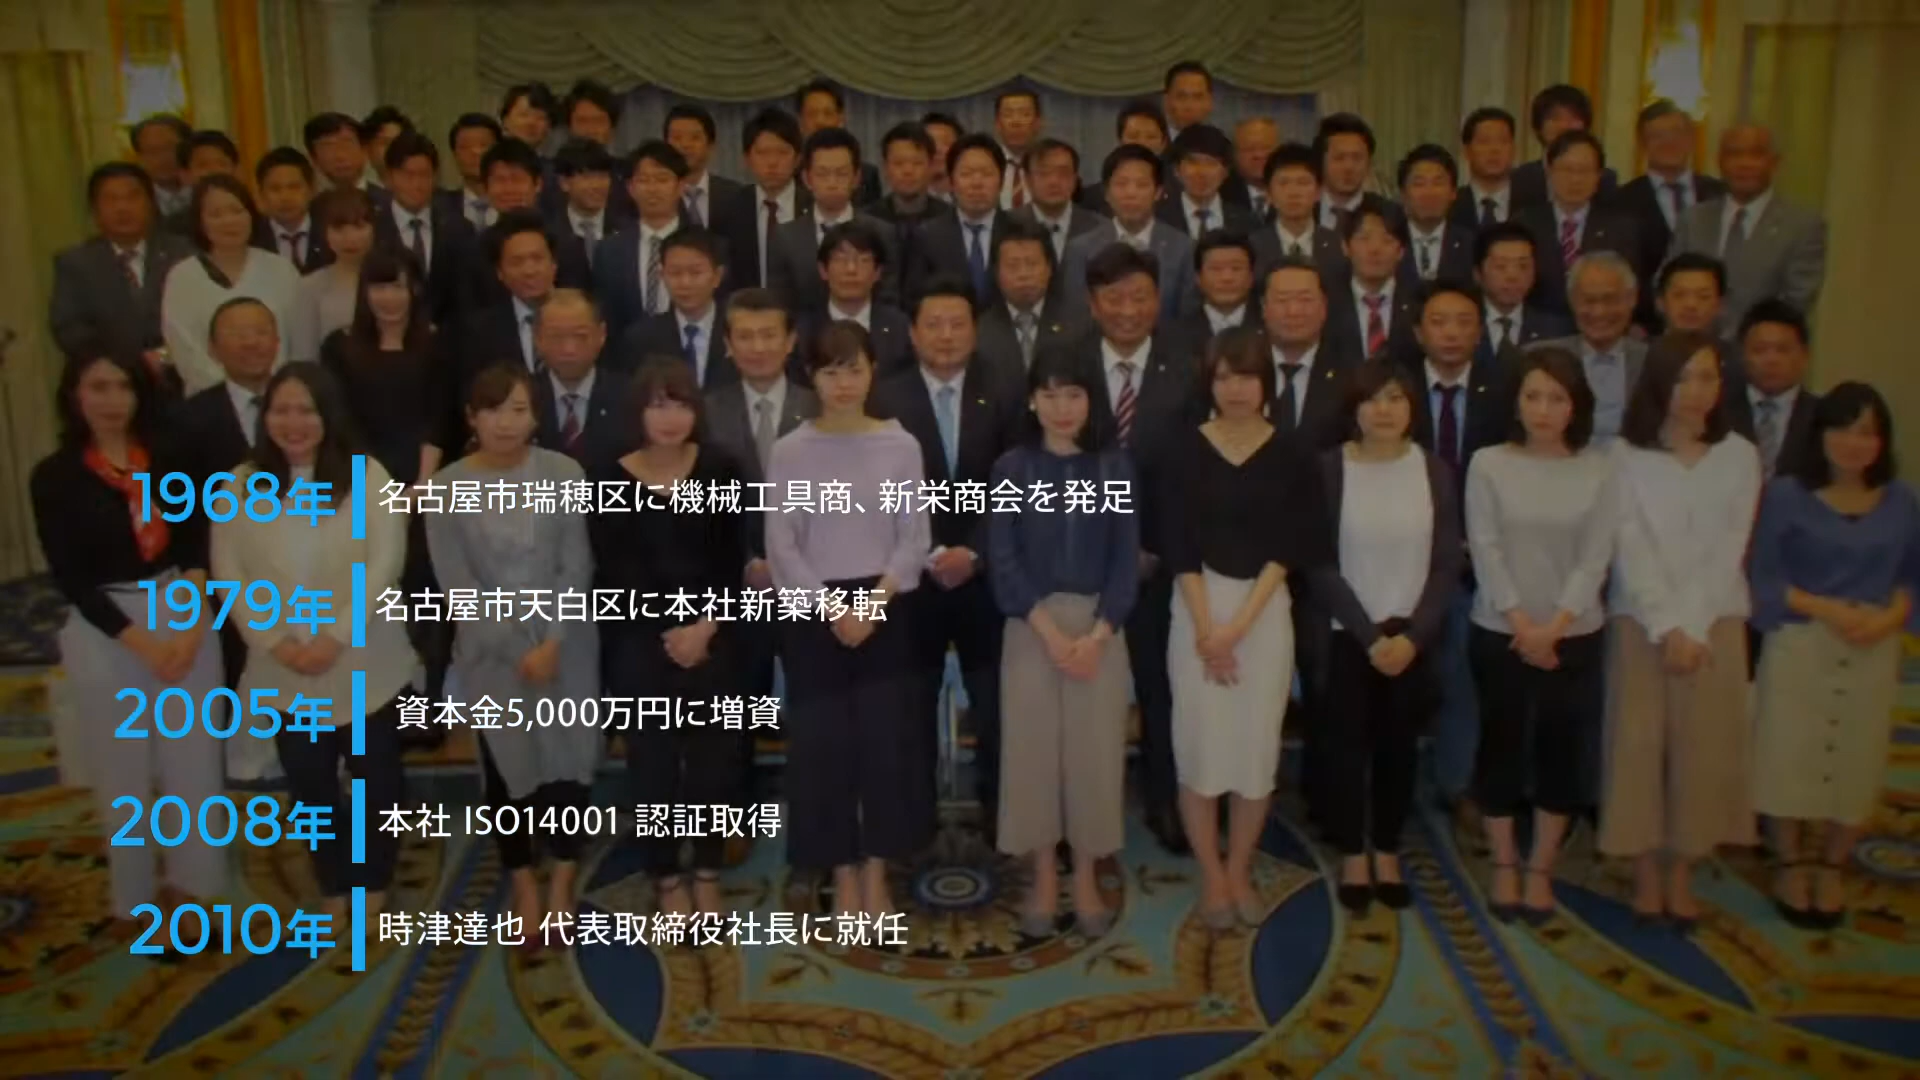 1968年 名古屋市瑞穂区に機械工具商、新栄商会を発足
1979年 名古屋市天白区に本社新築移転
2005年 資本金5,000万円に増資
2008年 本社 ISO14001 認証取得
2010年 時津達也 代表取締役社長に就任